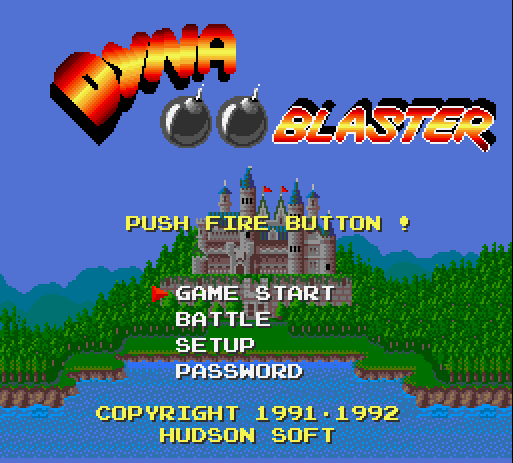 DYNA
BLASTER
PUSH FIRE BUTTON !
GAME START
BATTLE
SETUP
PASSWORD
COPYRIGHT 1991·1992
HUDSON SOFT